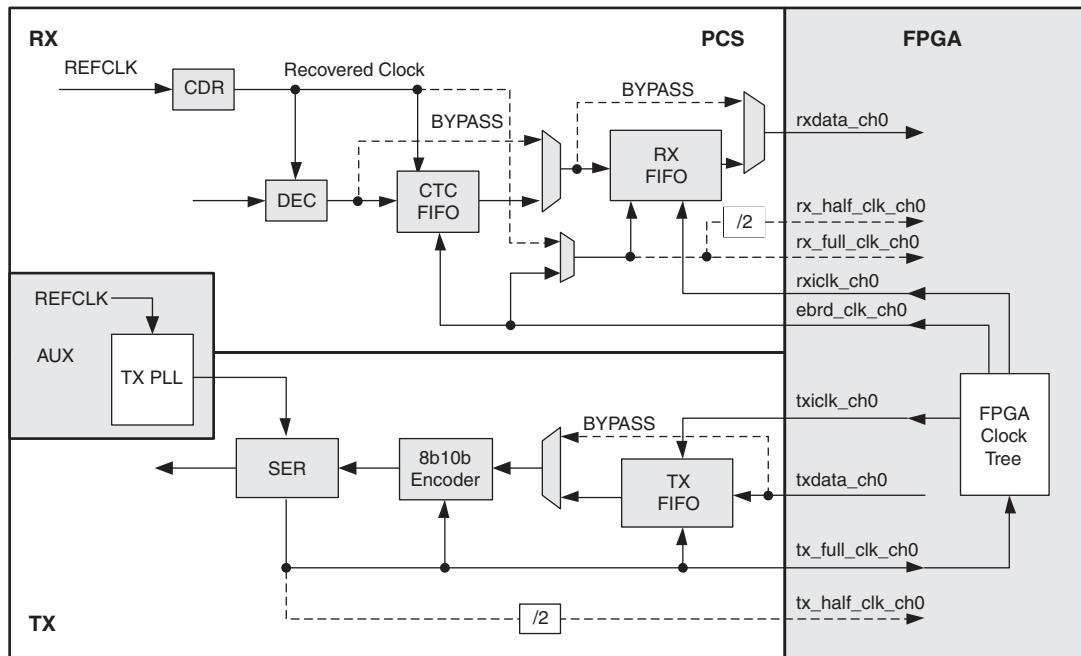 RX
PCS
FPGA
REFCLK
CDR
Recovered Clock
BYPASS
BYPASS
rxdata_ch0
DEC
CTC
FIFO
RX
FIFO
/2
rx_half_clk_ch0
rx_full_clk_ch0
rxiclk_ch0
ebrd_clk_ch0
REFCLK
AUX
TX PLL
txiclk_ch0
FPGA
Clock
Tree
BYPASS
SER
8b10b
Encoder
TX
FIFO
txdata_ch0
tx_full_clk_ch0
tx_half_clk_ch0
/2
TX